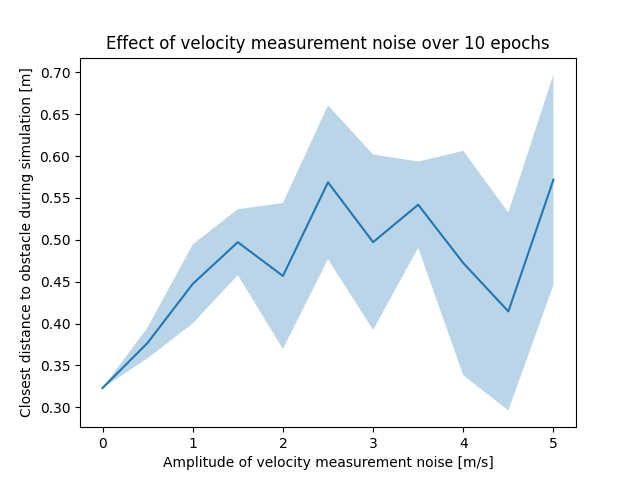 Effect of velocity measurement noise over 10 epochs
Closest distance to obstacle during simulation [m]
0.70
0.65
0.60
0.55
0.50
0.45
0.40
0.35
0.30
0 1 2 3 4 5
Amplitude of velocity measurement noise [m/s]